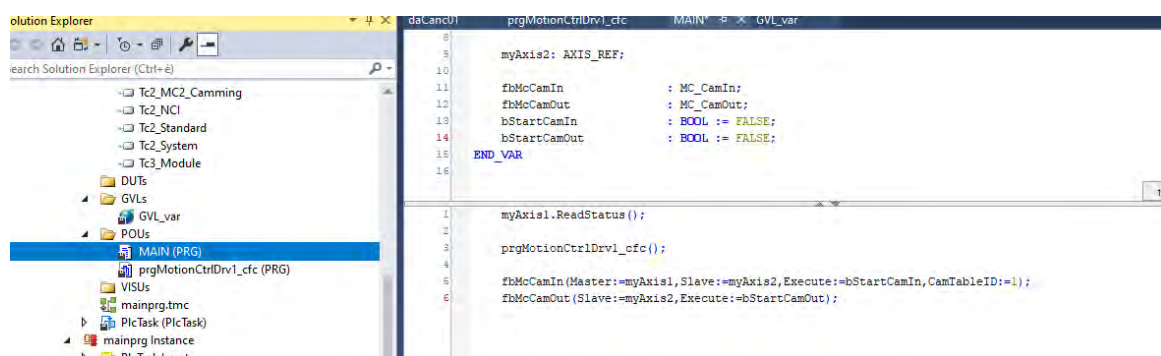 olution Explorer
earch Solution Explorer (Ctrl+è)
Tc2_MC2_Camming
Tc2_NCI
Tc2_Standard
Tc2_System
Tc3_Module
DUTs
GVLs
GVL_var
POUs
MAIN (PRG)
prgMotionCtrlDrv1_cfc (PRG)
VISUs
mainprg.tmc
PlcTask (PlcTask)
mainprg Instance
daCanc01 prgMotionCtrlDrv1_cfc MAIN* GVL_var
8
9 myAxis2: AXIS_REF;
10
11 fbMcCamIn : MC_CamIn;
12 fbMcCamOut : MC_CamOut;
13 bStartCamIn : BOOL := FALSE;
14 bStartCamOut : BOOL := FALSE;
15 END_VAR
16
1 myAxis1.ReadStatus();
2
3 prgMotionCtrlDrv1_cfc();
4
5 fbMcCamIn(Master:=myAxis1,Slave:=myAxis2,Execute:=bStartCamIn,CamTableID:=1);
6 fbMcCamOut(Slave:=myAxis2,Execute:=bStartCamOut);